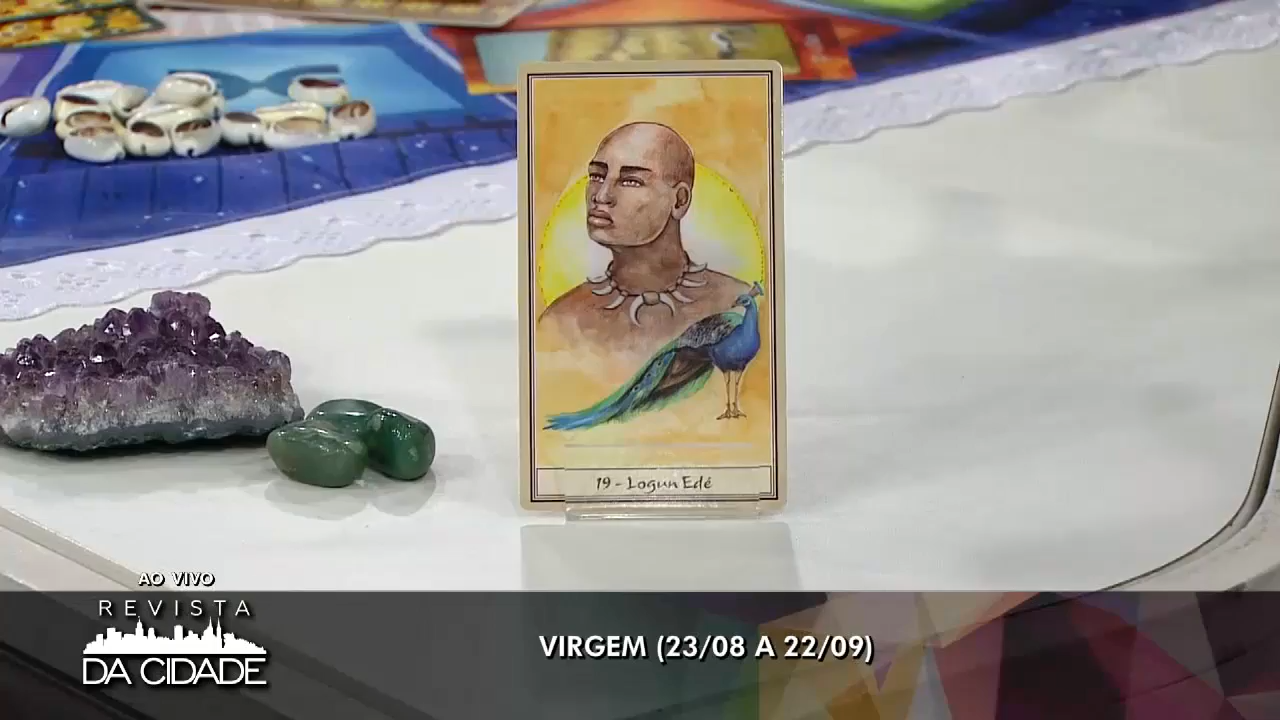 19 - Logun Edé
AO VIVO
REVISTA
DA CIDADE
VIRGEM (23/08 A 22/09)